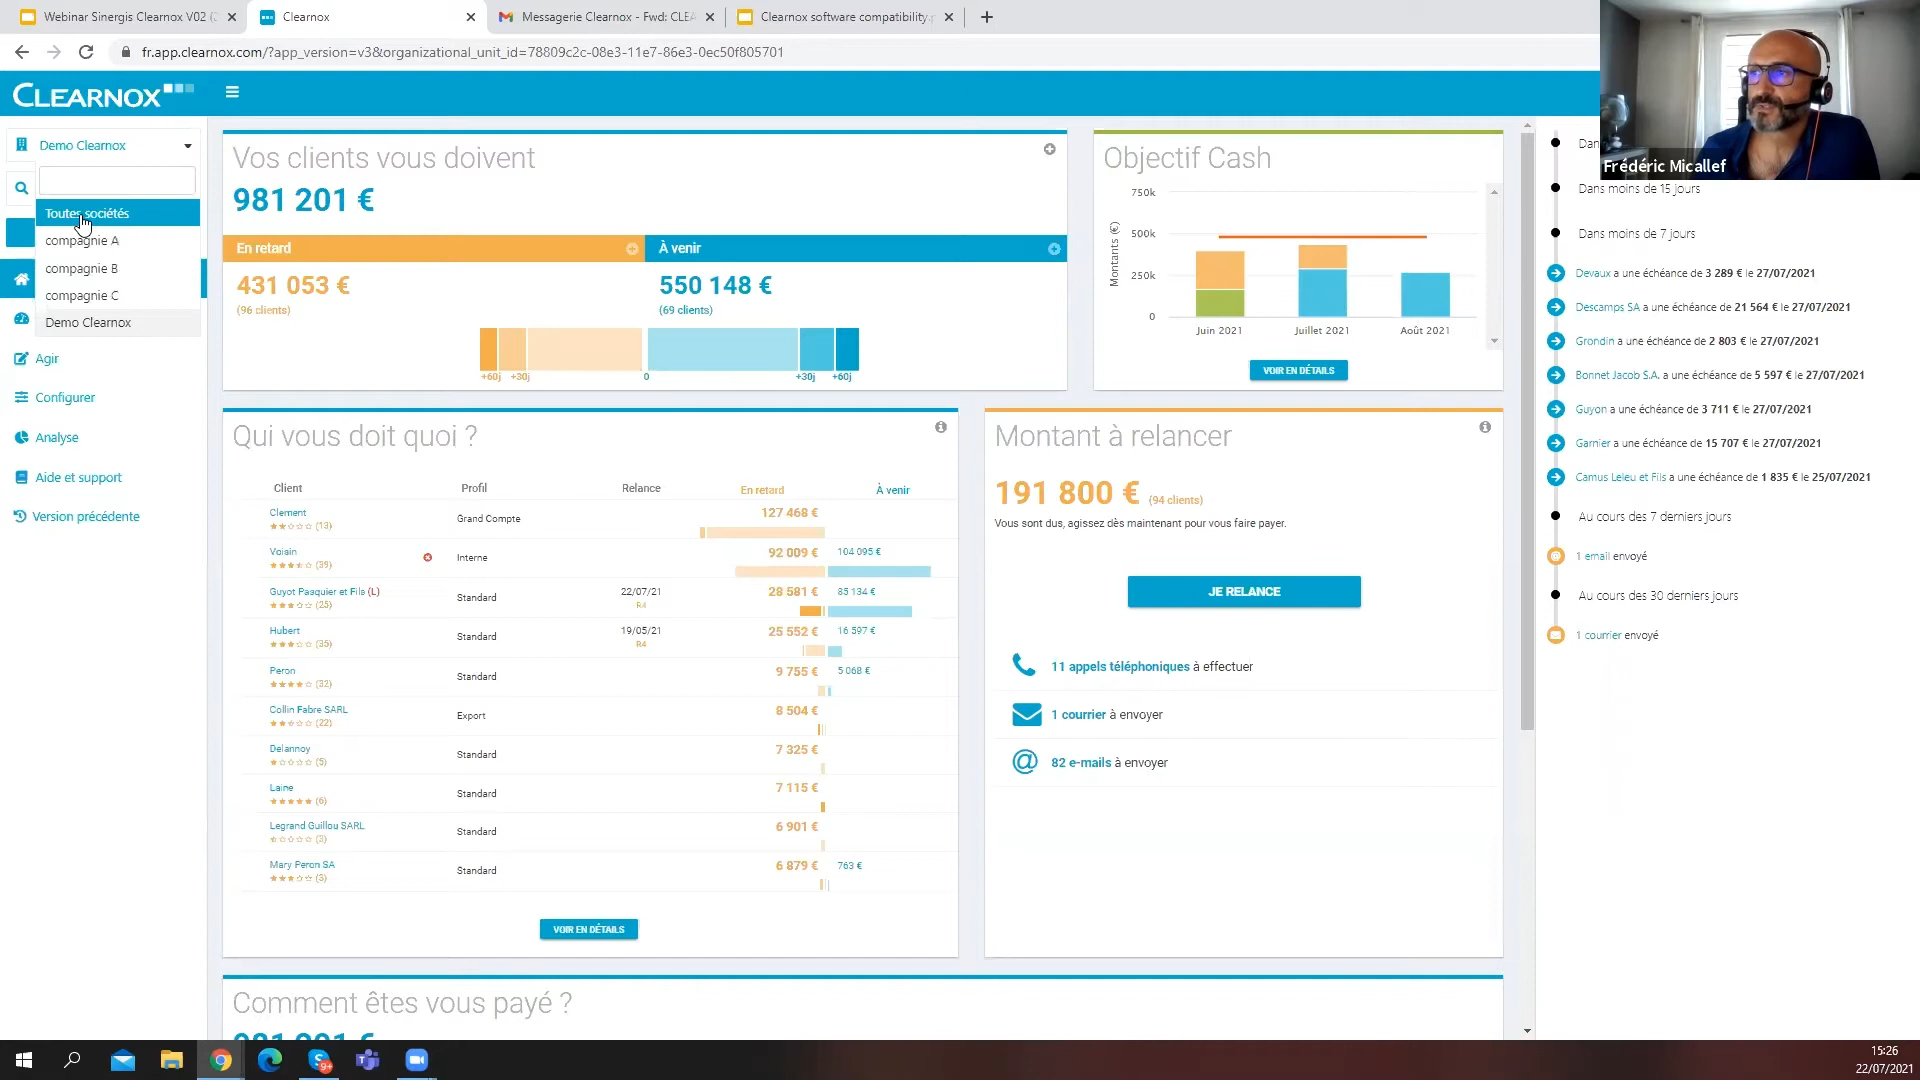 Webinar Sinergis Clearnox V02 (
Clearnox
Messagerie Clearnox - Fwd: CLEA
Clearnox software compatibility.
fr.app.clearnox.com/?app_version=v3&organizational_unit_id=78809c2c-08e3-11e7-86e3-0ec50f805701
CLEARNOX
Demo Clearnox
Toutes sociétés
compagnie A
compagnie B
compagnie C
Demo Clearnox
Agir
Configurer
Analyse
Aide et support
Version précédente
Vos clients vous doivent
981 201 €
En retard
À venir
431 053 €
(96 clients)
550 148 €
(69 clients)
+60j +30j 0 +30j +60j
Objectif Cash
Montants (€)
750k
500k
250k
0
Juin 2021 Juillet 2021 Août 2021
VOIR EN DÉTAILS
Qui vous doit quoi ?
Client Profil Relance En retard À venir
Clement (13) Grand Compte 127 468 €
Voisin (39) Interne 92 009 € 104 095 €
Guyot Pasquier et Fils (L) (25) Standard 22/07/21 R4 28 581 € 85 134 €
Hubert (35) Standard 19/05/21 R4 25 552 € 16 597 €
Peron (32) Standard 9 755 € 5 068 €
Collin Fabre SARL (22) Export 8 504 €
Delannoy (5) Standard 7 325 €
Laine (6) Standard 7 115 €
Legrand Guillou SARL (3) Standard 6 901 €
Mary Peron SA (3) Standard 6 879 € 763 €
VOIR EN DÉTAILS
Montant à relancer
191 800 € (94 clients)
Vous sont dus, agissez dès maintenant pour vous faire payer.
JE RELANCE
11 appels téléphoniques à effectuer
1 courrier à envoyer
82 e-mails à envoyer
Comment êtes vous payé ?
981 201 €
Frédéric Micallef
Dans moins de 15 jours
Dans moins de 7 jours
Devaux a une échéance de 3 289 € le 27/07/2021
Descamps SA a une échéance de 21 564 € le 27/07/2021
Grondin a une échéance de 2 803 € le 27/07/2021
Bonnet Jacob S.A. a une échéance de 5 597 € le 27/07/2021
Guyon a une échéance de 3 711 € le 27/07/2021
Garnier a une échéance de 15 707 € le 27/07/2021
Camus Leleu et Fils a une échéance de 1 835 € le 25/07/2021
Au cours des 7 derniers jours
1 email envoyé
Au cours des 30 derniers jours
1 courrier envoyé
9+
15:26
22/07/2021